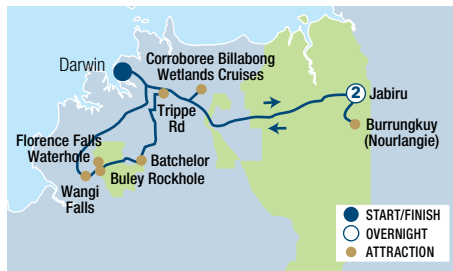 Corroboree Billabong
Wetlands Cruises
Darwin
2
Jabiru
Trippe
Rd
Burrungkuy
(Nourlangie)
Florence Falls
Waterhole
Batchelor
Buley Rockhole
Wangi
Falls
START/FINISH
OVERNIGHT
ATTRACTION